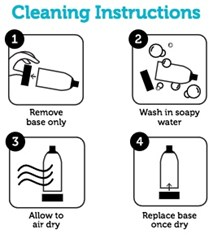 Cleaning Instructions
1
Remove
base only
2
Wash in soapy
water
3
Allow to
air dry
4
Replace base
once dry